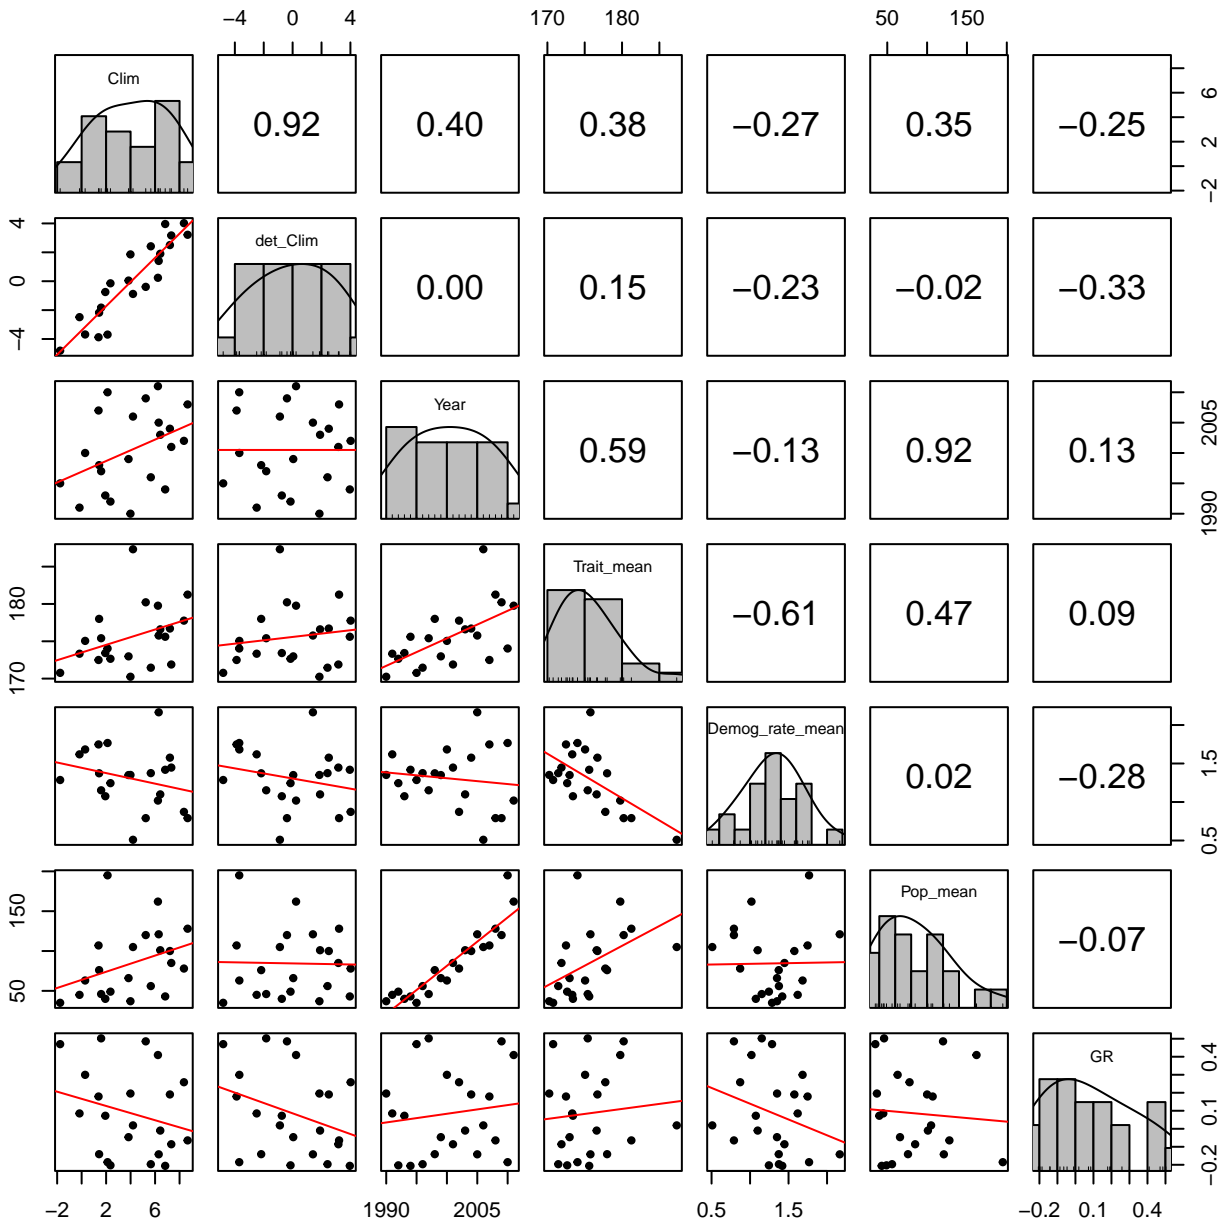 −4 0 4 170 180 50 150
Clim 0.92 0.40 0.38 −0.27 0.35 −0.25 −2 2 6
−4 0 4 det_Clim 0.00 0.15 −0.23 −0.02 −0.33
Year 0.59 −0.13 0.92 0.13 1990 2005
170 180 Trait_mean −0.61 0.47 0.09
Demog_rate_mean 0.02 −0.28 0.5 1.5
50 150 Pop_mean −0.07
GR −0.2 0.1 0.4
−2 2 6 1990 2005 0.5 1.5 −0.2 0.1 0.4